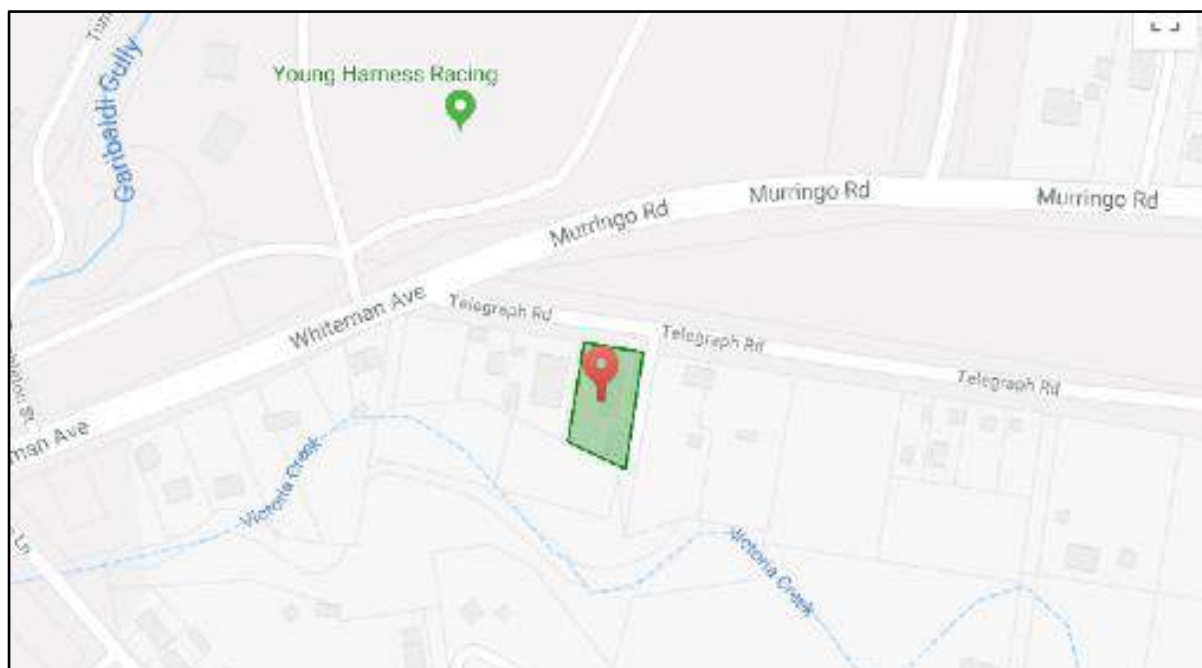 Garibaldi Gully
Young Harness Racing
Murringo Rd
Murringo Rd
Murringo Rd
Whiteman Ave
Telegraph Rd
Telegraph Rd
Telegraph Rd
Ave
Victoria Creek
Victoria Creek
Ln